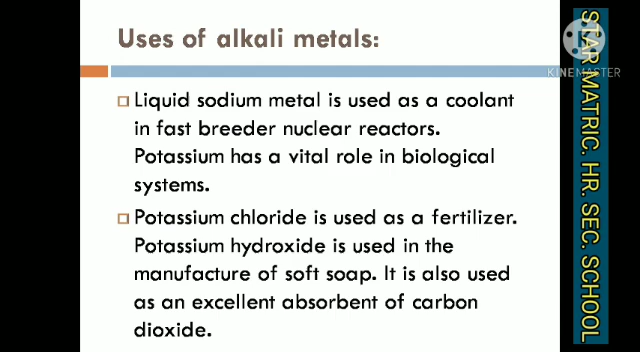 Uses of alkali metals:
Liquid sodium metal is used as a coolant
in fast breeder nuclear reactors.
Potassium has a vital role in biological
systems.
Potassium chloride is used as a fertilizer.
Potassium hydroxide is used in the
manufacture of soft soap. It is also used
as an excellent absorbent of carbon
dioxide.
KINEMASTER
STAR MATRIC. HR. SEC. SCHOOL